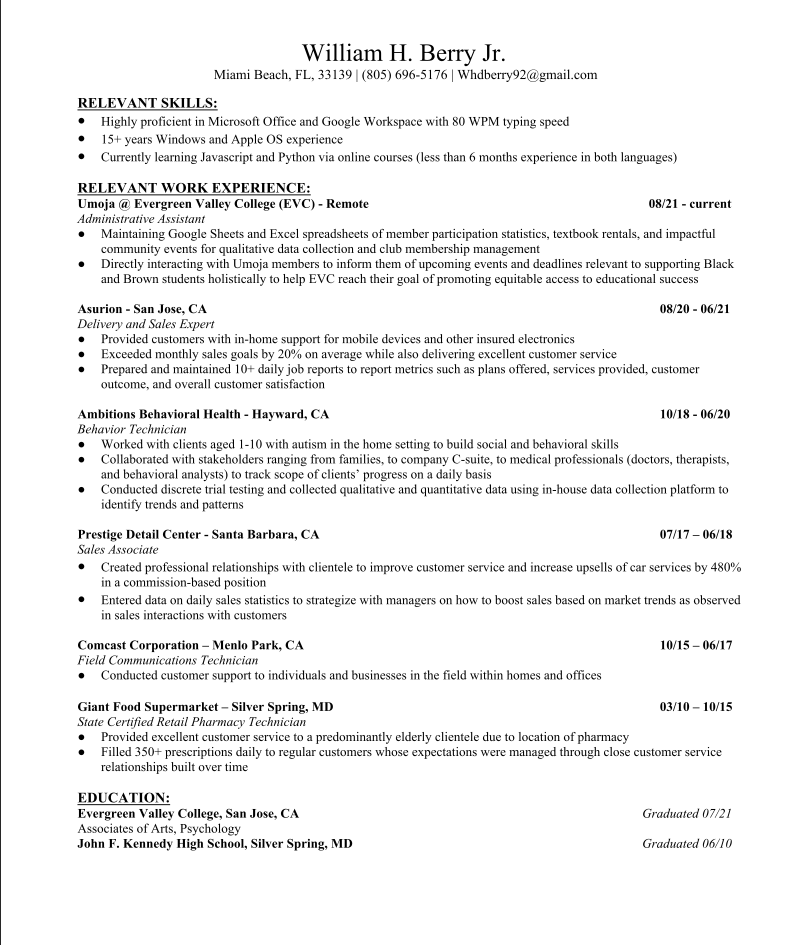 William H. Berry Jr.
Miami Beach, FL, 33139 | (805) 696-5176 | Whdberry92@gmail.com
RELEVANT SKILLS:
● Highly proficient in Microsoft Office and Google Workspace with 80 WPM typing speed
● 15+ years Windows and Apple OS experience
● Currently learning Javascript and Python via online courses (less than 6 months experience in both languages)
RELEVANT WORK EXPERIENCE:
Umoja @ Evergreen Valley College (EVC) - Remote 08/21 - current
Administrative Assistant
● Maintaining Google Sheets and Excel spreadsheets of member participation statistics, textbook rentals, and impactful
community events for qualitative data collection and club membership management
● Directly interacting with Umoja members to inform them of upcoming events and deadlines relevant to supporting Black
and Brown students holistically to help EVC reach their goal of promoting equitable access to educational success
Asurion - San Jose, CA 08/20 - 06/21
Delivery and Sales Expert
● Provided customers with in-home support for mobile devices and other insured electronics
● Exceeded monthly sales goals by 20% on average while also delivering excellent customer service
● Prepared and maintained 10+ daily job reports to report metrics such as plans offered, services provided, customer
outcome, and overall customer satisfaction
Ambitions Behavioral Health - Hayward, CA 10/18 - 06/20
Behavior Technician
● Worked with clients aged 1-10 with autism in the home setting to build social and behavioral skills
● Collaborated with stakeholders ranging from families, to company C-suite, to medical professionals (doctors, therapists,
and behavioral analysts) to track scope of clients’ progress on a daily basis
● Conducted discrete trial testing and collected qualitative and quantitative data using in-house data collection platform to
identify trends and patterns
Prestige Detail Center - Santa Barbara, CA 07/17 – 06/18
Sales Associate
● Created professional relationships with clientele to improve customer service and increase upsells of car services by 480%
in a commission-based position
● Entered data on daily sales statistics to strategize with managers on how to boost sales based on market trends as observed
in sales interactions with customers
Comcast Corporation – Menlo Park, CA 10/15 – 06/17
Field Communications Technician
● Conducted customer support to individuals and businesses in the field within homes and offices
Giant Food Supermarket – Silver Spring, MD 03/10 – 10/15
State Certified Retail Pharmacy Technician
● Provided excellent customer service to a predominantly elderly clientele due to location of pharmacy
● Filled 350+ prescriptions daily to regular customers whose expectations were managed through close customer service
relationships built over time
EDUCATION:
Evergreen Valley College, San Jose, CA Graduated 07/21
Associates of Arts, Psychology
John F. Kennedy High School, Silver Spring, MD Graduated 06/10